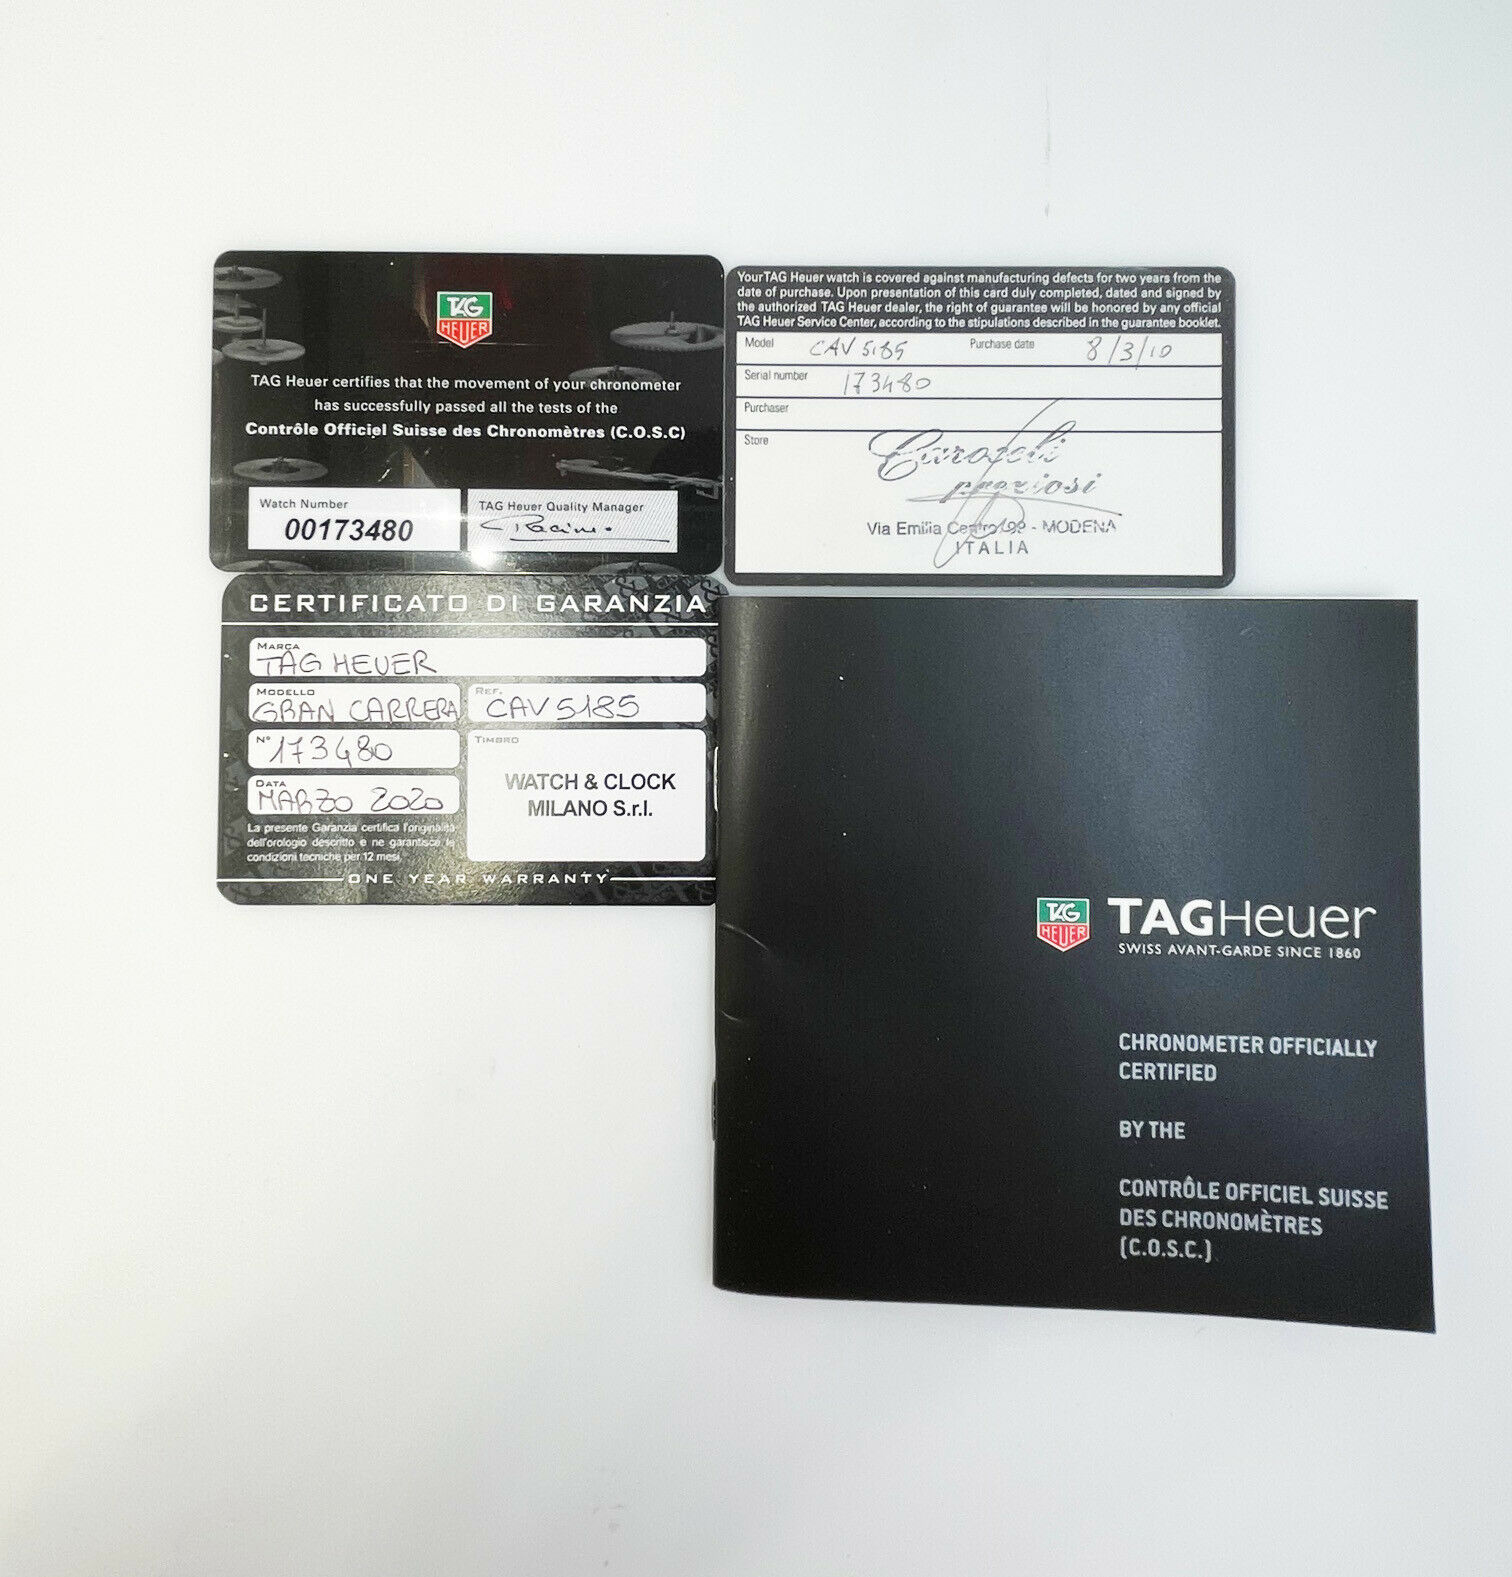 TAG
HEUER
TAG Heuer certifies that the movement of your chronometer
has successfully passed all the tests of the
Contrôle Officiel Suisse des Chronomètres (C.O.S.C)
Watch Number
00173480
TAG Heuer Quality Manager
Your TAG Heuer watch is covered against manufacturing defects for two years from the
date of purchase. Upon presentation of this card duly completed, dated and signed by
the authorized TAG Heuer dealer, the right of guarantee will be honored by any official
TAG Heuer Service Center, according to the stipulations described in the guarantee booklet.
Model CAV 5185 Purchase date 8/3/10
Serial number 173480
Purchaser
Store
preziosi
Via Emilia Centro - MODENA
ITALIA
CERTIFICATO DI GARANZIA
MARCA
TAG HEUER
MODELLO
GRAN CARRERA
REF.
CAV 5185
N° 173480
DATA
MARZO 2020
TIMBRO
WATCH & CLOCK
MILANO S.r.l.
La presente Garanzia certifica l'originalità
dell'orologio descritto e ne garantisce le
condizioni tecniche per 12 mesi
ONE YEAR WARRANTY
TAG
HEUER
TAGHeuer
SWISS AVANT-GARDE SINCE 1860
CHRONOMETER OFFICIALLY
CERTIFIED
BY THE
CONTRÔLE OFFICIEL SUISSE
DES CHRONOMÈTRES
(C.O.S.C.)